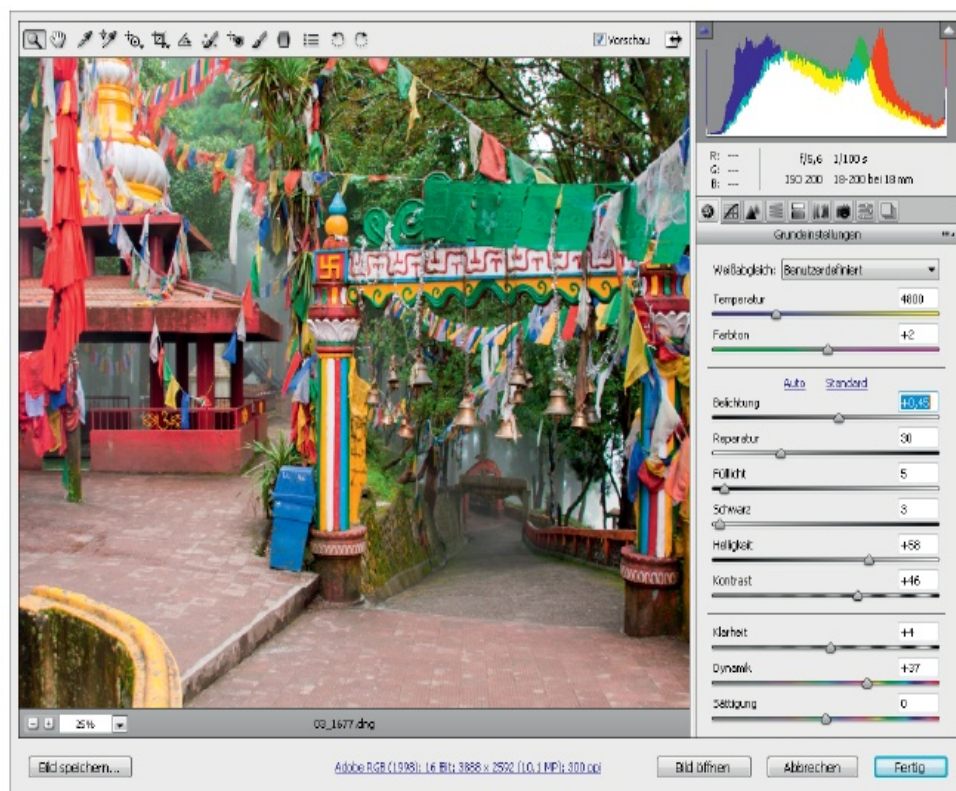 Vorschau
R: ---
G: ---
B: ---
f/5,6 1/100 s
ISO 200 18-200 bei 18 mm
Grundeinstellungen
Weißabgleich: Benutzerdefiniert
Temperatur 4800
Farbton +2
Auto Standard
Belichtung +0,45
Reparatur 30
Fülllicht 5
Schwarz 3
Helligkeit +58
Kontrast +46
Klarheit +4
Dynamik +37
Sättigung 0
25% 03_1677.dng
Bild speichern... Adobe RGB (1998); 16 Bit; 3888 x 2592 (10,1 MP); 300 ppi Bild öffnen Abbrechen Fertig